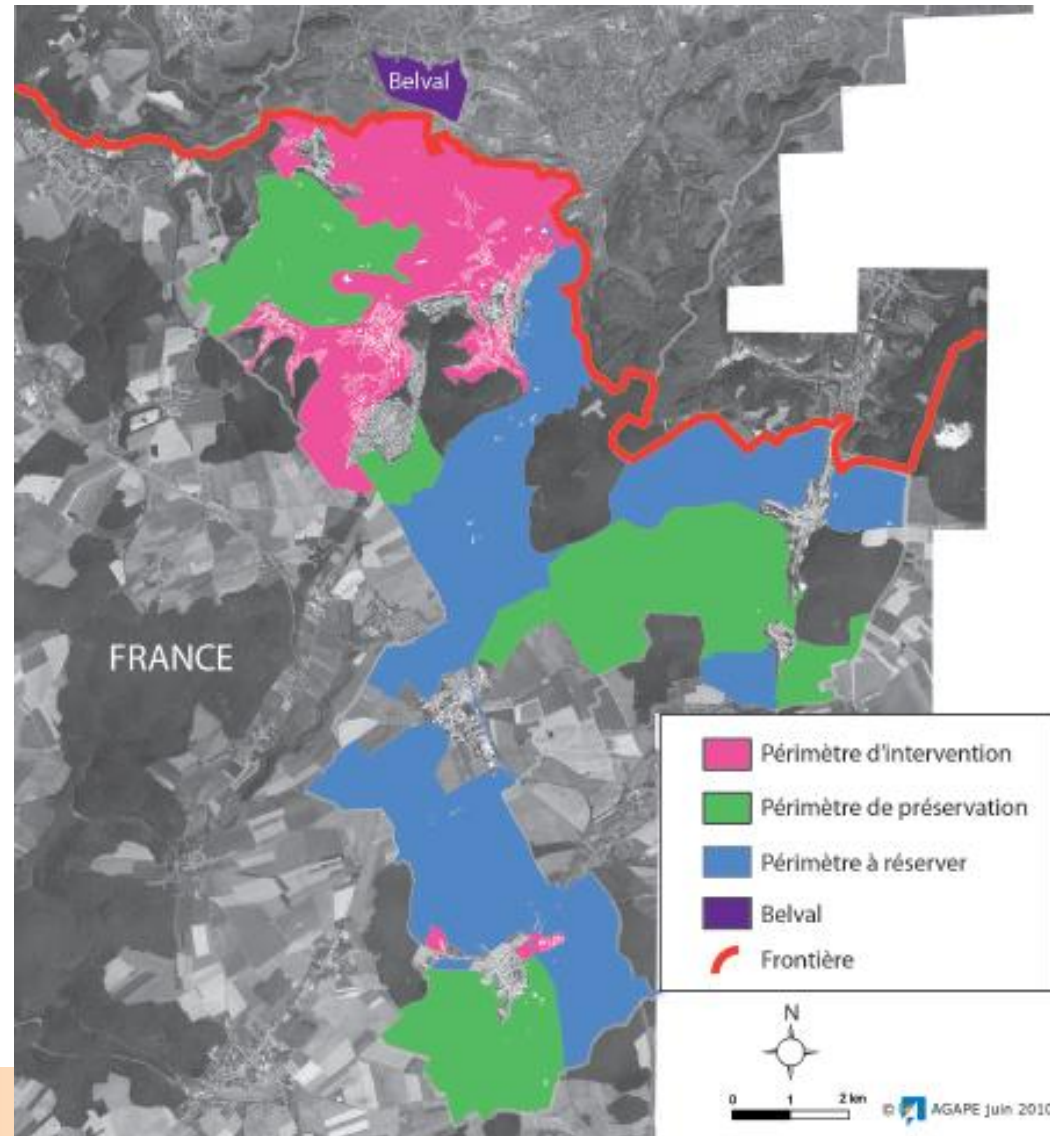 Belval
FRANCE
Périmètre d'intervention
Périmètre de préservation
Périmètre à réserver
Belval
Frontière
N
0 1 2 km
© AGAPE juin 2010